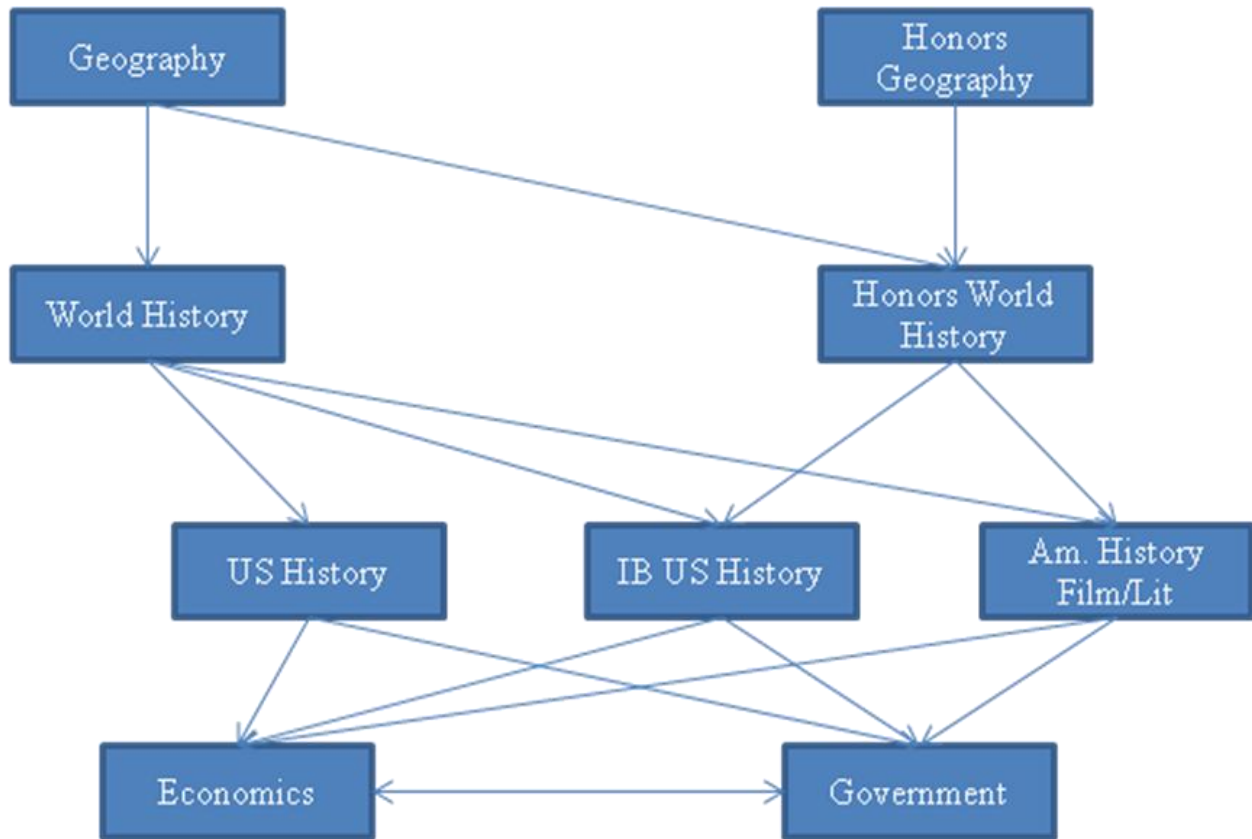 Geography
Honors
Geography
World History
Honors World
History
US History
IB US History
Am. History
Film/Lit
Economics
Government